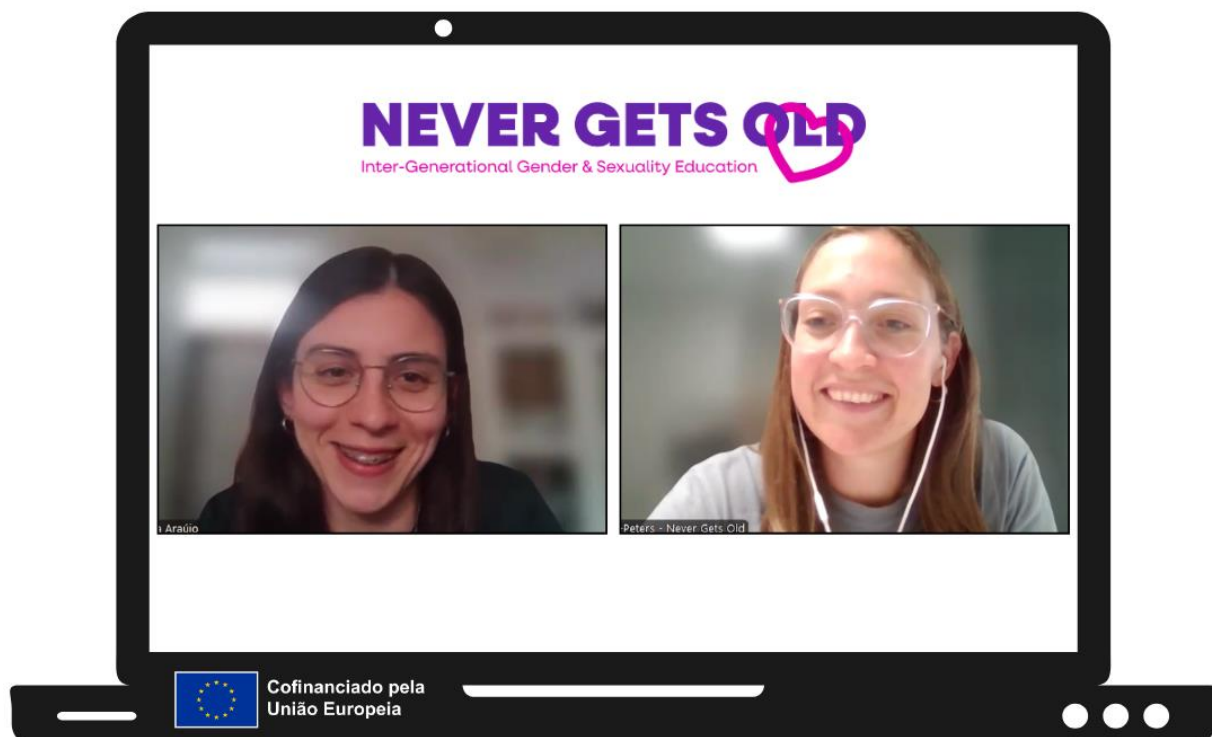 NEVER GETS OLD
Inter-Generational Gender & Sexuality Education
a Araújo
-Peters - Never Gets Old
Cofinanciado pela
União Europeia